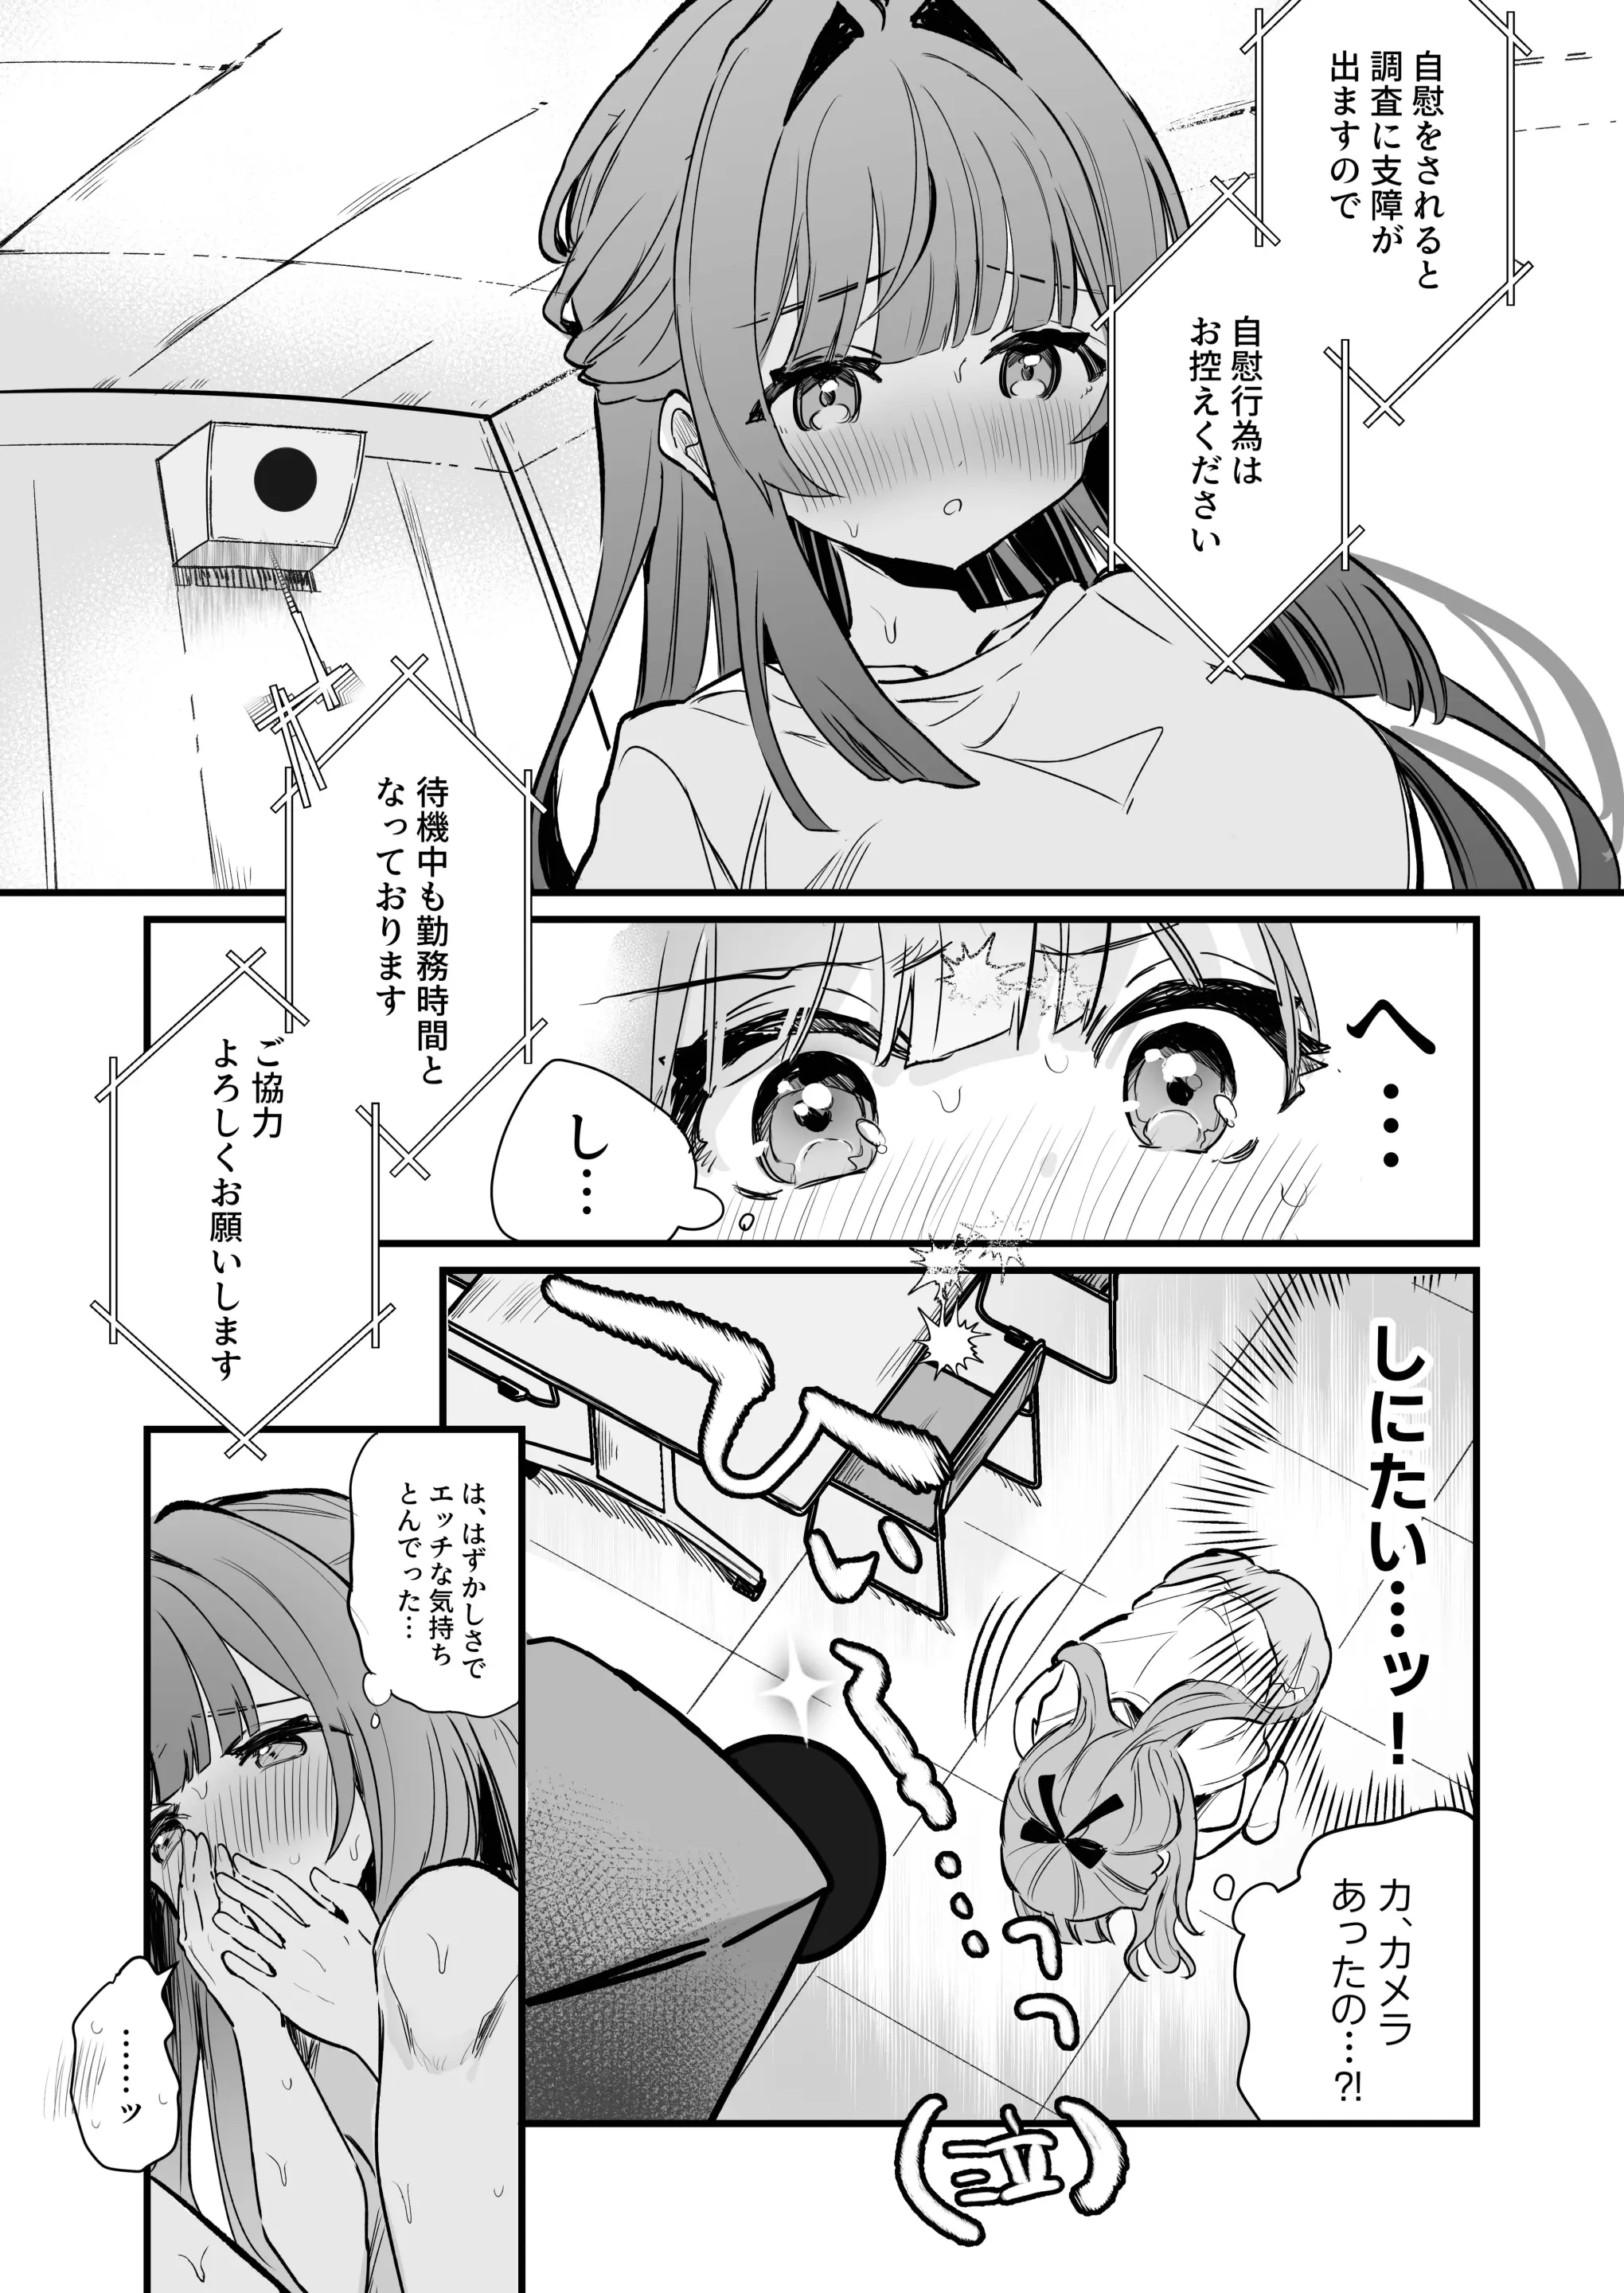 自慰をされると
調査に支障が
出ますので
自慰行為は
お控えください
待機中も勤務時間と
なっております
ご協力
よろしくお願いします
へ…
し…
しにたい…ッ！
カ、カメラ
あったの…?!
へなへな……
(泣)
は、はずかしさで
エッチな気持ち
とんでった…
……ッ